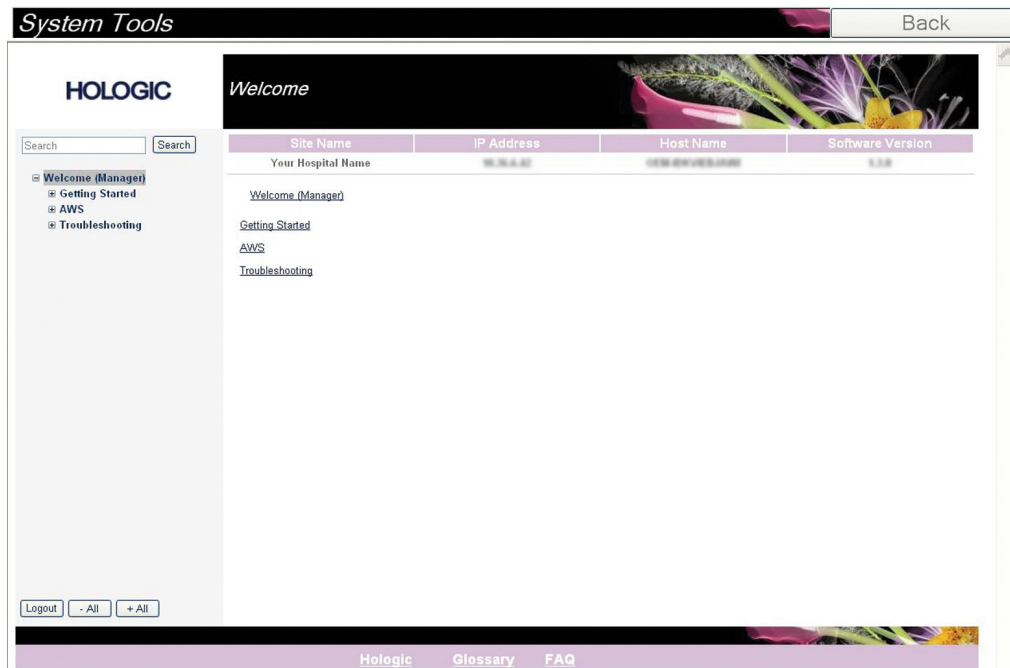 System Tools
Back
HOLOGIC
Welcome
Search
Search
Welcome (Manager)
Getting Started
AWS
Troubleshooting
Site Name IP Address Host Name Software Version
Your Hospital Name
Welcome (Manager)
Getting Started
AWS
Troubleshooting
Logout - All + All
Hologic Glossary FAQ